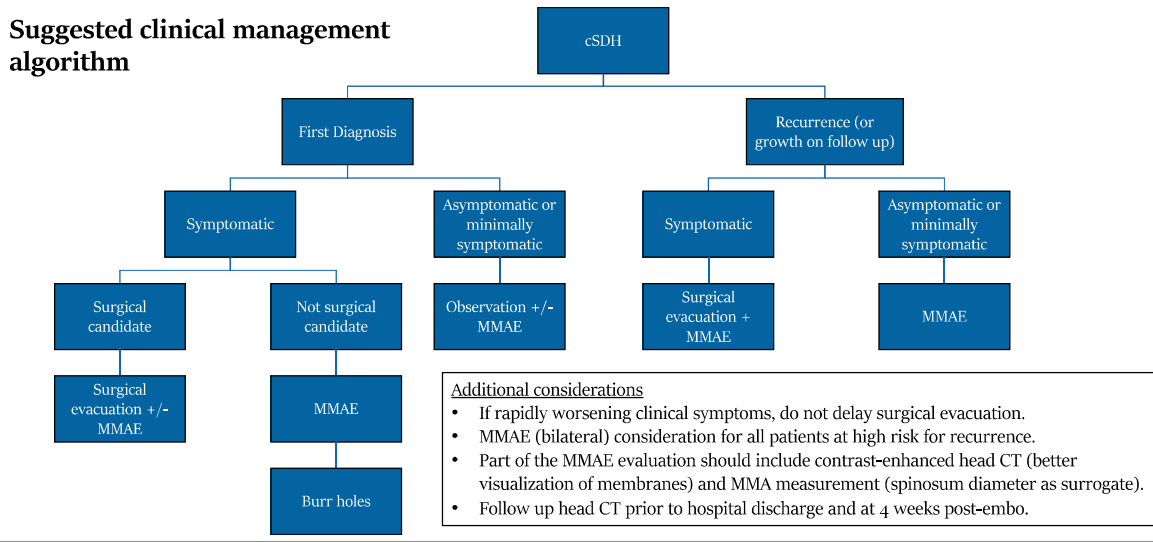 Suggested clinical management
algorithm
cSDH
First Diagnosis
Recurrence (or
growth on follow up)
Symptomatic
Asymptomatic or
minimally
symptomatic
Symptomatic
Asymptomatic or
minimally
symptomatic
Surgical
candidate
Not surgical
candidate
Observation +/-
MMAE
Surgical
evacuation +
MMAE
MMAE
Surgical
evacuation +/-
MMAE
MMAE
Burr holes
Additional considerations
• If rapidly worsening clinical symptoms, do not delay surgical evacuation.
• MMAE (bilateral) consideration for all patients at high risk for recurrence.
• Part of the MMAE evaluation should include contrast-enhanced head CT (better
visualization of membranes) and MMA measurement (spinosum diameter as surrogate).
• Follow up head CT prior to hospital discharge and at 4 weeks post-embo.